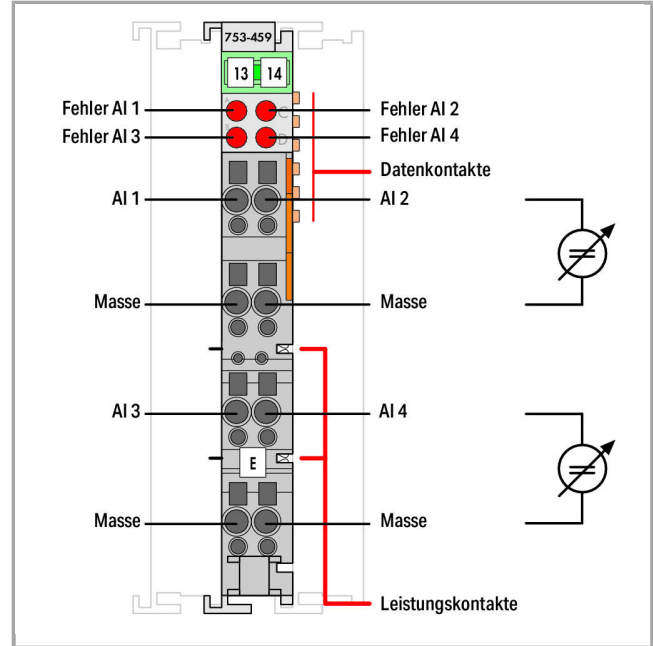 753-459
13 14
Fehler AI 1
Fehler AI 2
C
Fehler AI 3
Fehler AI 4
D
Datenkontakte
AI 1
AI 2
Masse
Masse
AI 3
AI 4
E
Masse
Masse
Leistungskontakte